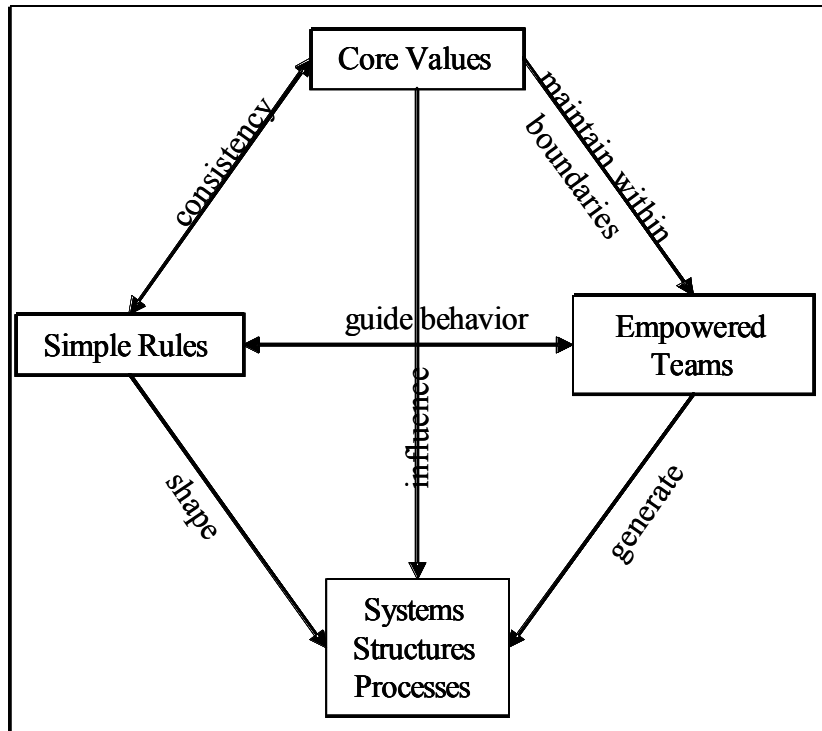 Core Values
consistency
maintain within
boundaries
guide behavior
Simple Rules
Empowered
Teams
influence
shape
generate
Systems
Structures
Processes